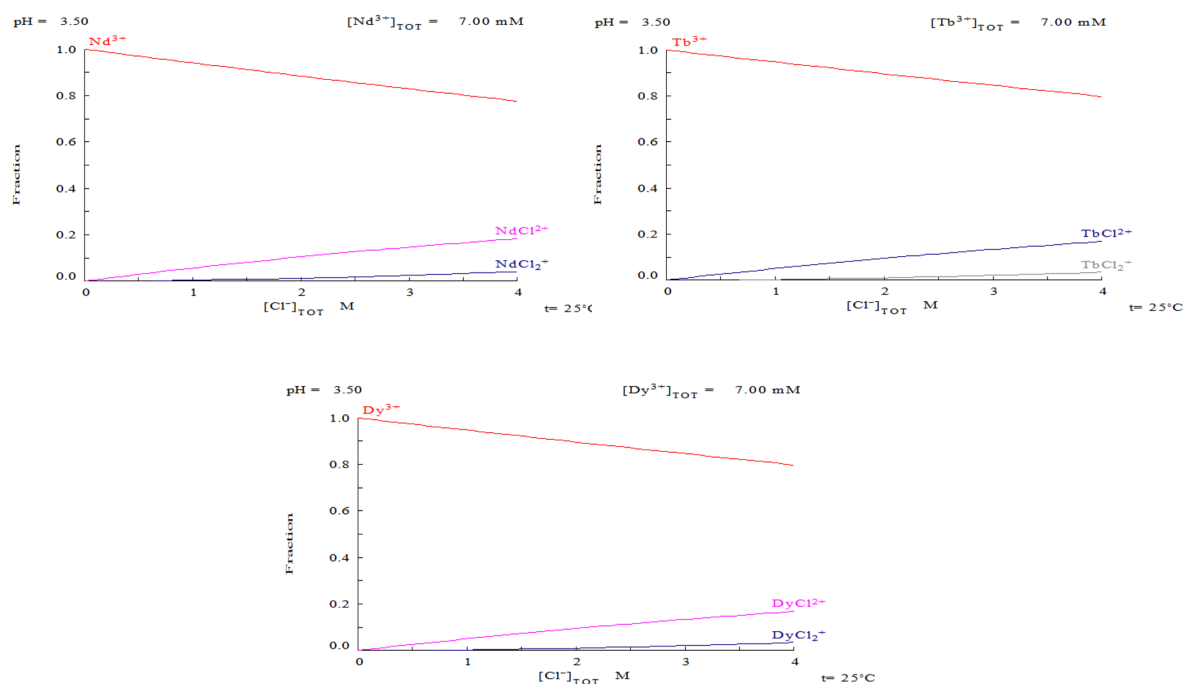 pH = 3.50 [Nd³⁺]TOT = 7.00 mM
Nd³⁺
1.0
0.8
0.6
0.4
0.2
0.0
Fraction
NdCl²⁺
NdCl₂⁺
0 1 2 3 4
[Cl⁻]TOT M
t= 25°C
pH = 3.50 [Tb³⁺]TOT = 7.00 mM
Tb³⁺
1.0
0.8
0.6
0.4
0.2
0.0
Fraction
TbCl²⁺
TbCl₂⁺
0 1 2 3 4
[Cl⁻]TOT M
t= 25°C
pH = 3.50 [Dy³⁺]TOT = 7.00 mM
Dy³⁺
1.0
0.8
0.6
0.4
0.2
0.0
Fraction
DyCl²⁺
DyCl₂⁺
0 1 2 3 4
[Cl⁻]TOT M
t= 25°C